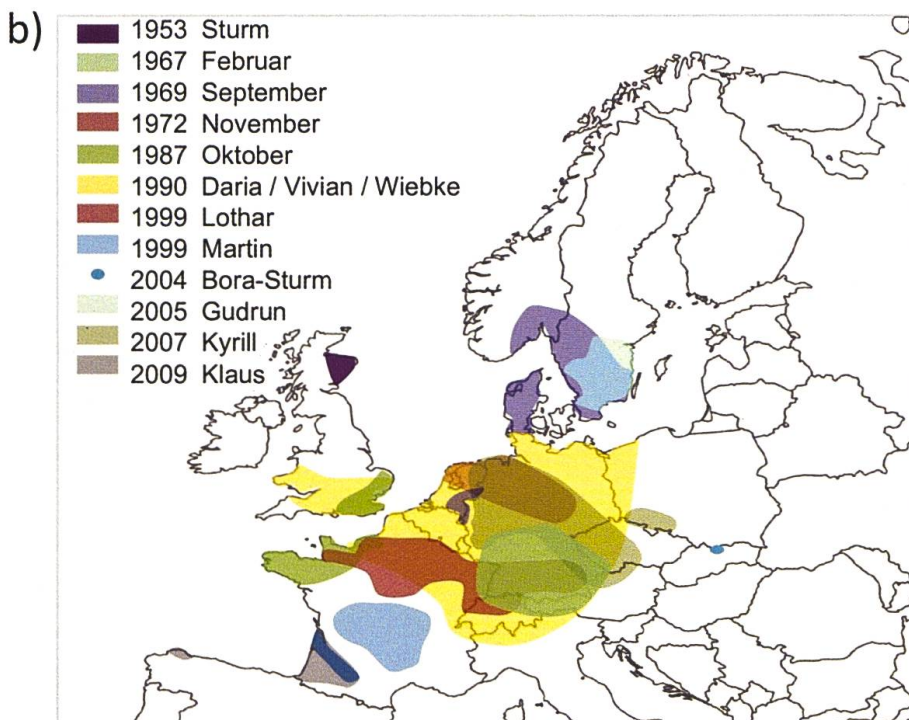 b)
1953 Sturm
1967 Februar
1969 September
1972 November
1987 Oktober
1990 Daria / Vivian / Wiebke
1999 Lothar
1999 Martin
2004 Bora-Sturm
2005 Gudrun
2007 Kyrill
2009 Klaus